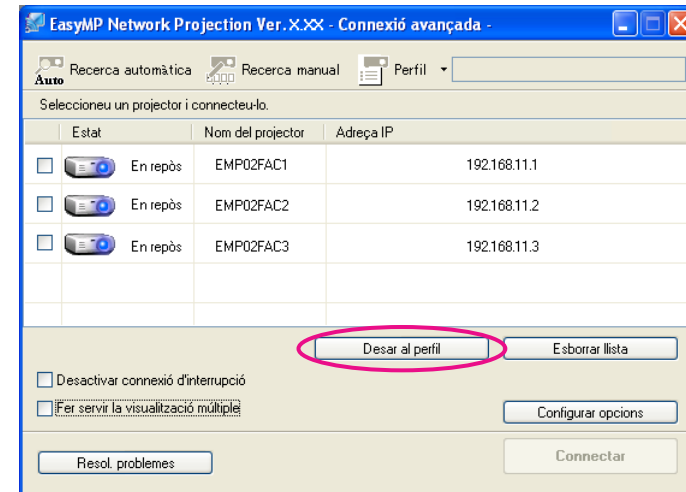 EasyMP Network Projection Ver.X.XX - Connexió avançada -
Auto Recerca automàtica Recerca manual Perfil
Seleccioneu un projector i connecteu-lo.
Estat Nom del projector Adreça IP
En repòs EMP02FAC1 192.168.11.1
En repòs EMP02FAC2 192.168.11.2
En repòs EMP02FAC3 192.168.11.3
Desar al perfil Esborrar llista
Desactivar connexió d'interrupció
Fer servir la visualització múltiple Configurar opcions
Resol. problemes Connectar